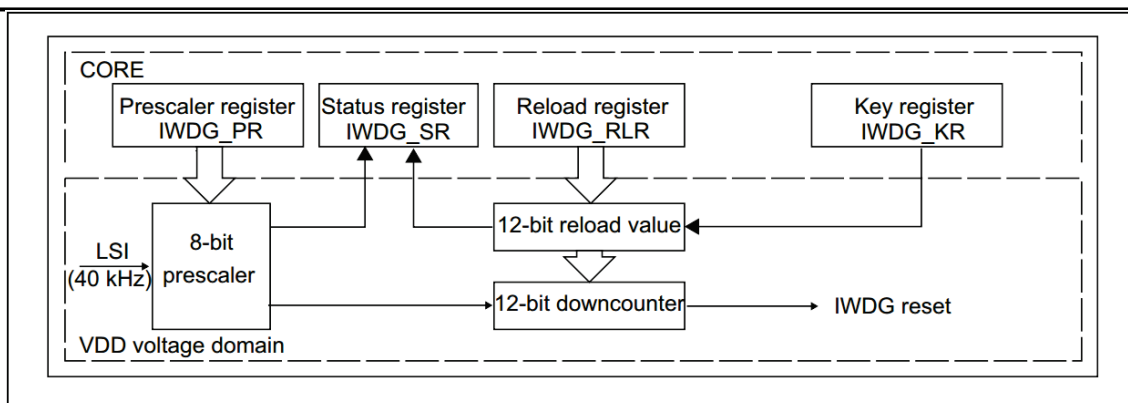 CORE
Prescaler register
IWDG_PR
Status register
IWDG_SR
Reload register
IWDG_RLR
Key register
IWDG_KR
LSI
(40 kHz)
8-bit
prescaler
12-bit reload value
12-bit downcounter
IWDG reset
VDD voltage domain